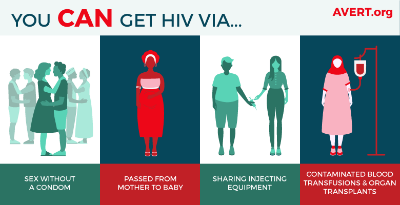 YOU CAN GET HIV VIA...
AVERT.org
SEX WITHOUT
A CONDOM
PASSED FROM
MOTHER TO BABY
SHARING INJECTING
EQUIPMENT
CONTAMINATED BLOOD
TRANSFUSIONS & ORGAN
TRANSPLANTS